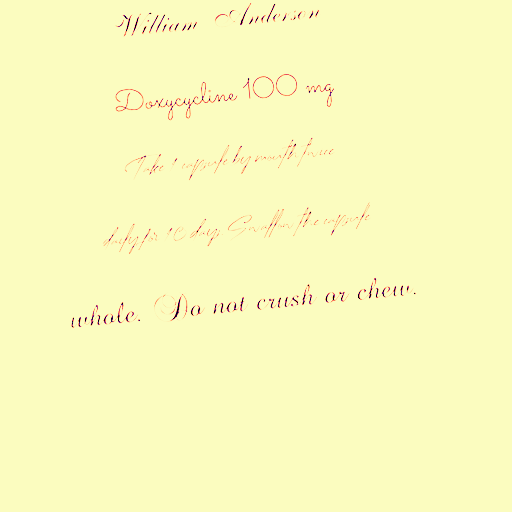 William Anderson
Doxycycline 100 mg
Take 1 capsule by mouth twice
daily for 10 days. Swallow the capsule
whole. Do not crush or chew.